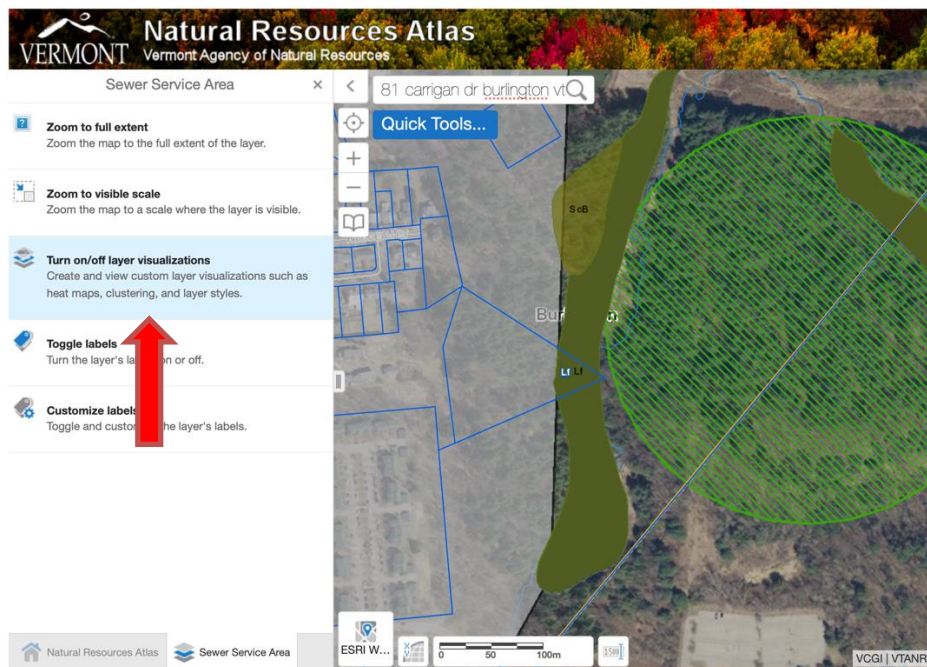 VERMONT
Natural Resources Atlas
Vermont Agency of Natural Resources
Sewer Service Area ×
Zoom to full extent
Zoom the map to the full extent of the layer.
Zoom to visible scale
Zoom the map to a scale where the layer is visible.
Turn on/off layer visualizations
Create and view custom layer visualizations such as
heat maps, clustering, and layer styles.
Toggle labels
Turn the layer's on or off.
Customize labels
Toggle and the layer's labels.
Natural Resources Atlas
Sewer Service Area
81 carrigan dr burlington vt
Quick Tools...
ScB
Lf Lf
ESRI W...
0 50 100m
1500
VCGI | VTANR